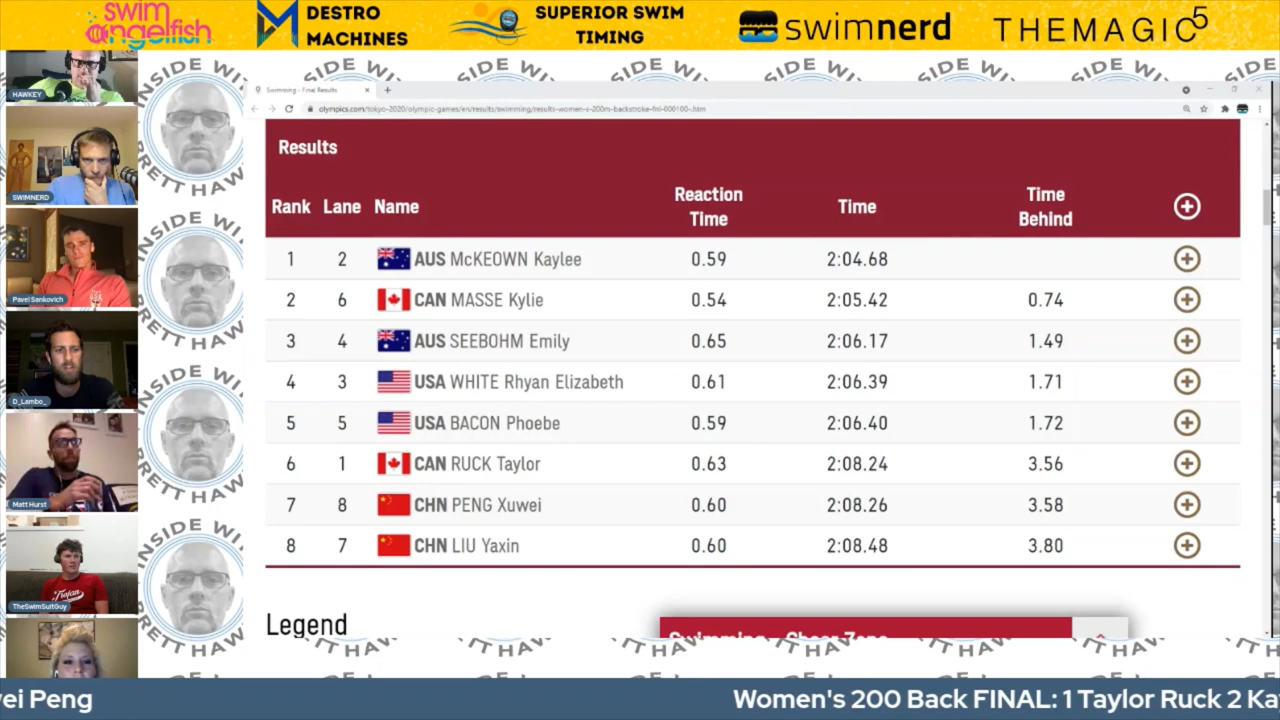 swim
angelfish
DESTRO
MACHINES
SUPERIOR SWIM
TIMING
swimnerd
THEMAGIC5
HAWKEY
SWIMNERD
Pavel Sankovich
D_Lambo_
Matt Hurst
TheSwimSuitGuy
Trojan
INSIDE WI
BRETT HAW
Swimming - Final Results
olympics.com/tokyo-2020/olympic-games/en/results/swimming/results-women-s-200m-backstroke-fnl-000100-.htm
Results
Rank Lane Name Reaction Time Time Time Behind
1 2 AUS McKEOWN Kaylee 0.59 2:04.68
2 6 CAN MASSE Kylie 0.54 2:05.42 0.74
3 4 AUS SEEBOHM Emily 0.65 2:06.17 1.49
4 3 USA WHITE Rhyan Elizabeth 0.61 2:06.39 1.71
5 5 USA BACON Phoebe 0.59 2:06.40 1.72
6 1 CAN RUCK Taylor 0.63 2:08.24 3.56
7 8 CHN PENG Xuwei 0.60 2:08.26 3.58
8 7 CHN LIU Yaxin 0.60 2:08.48 3.80
Legend
Swimming - Cheer Zone
ei Peng
Women's 200 Back FINAL: 1 Taylor Ruck 2 Ka